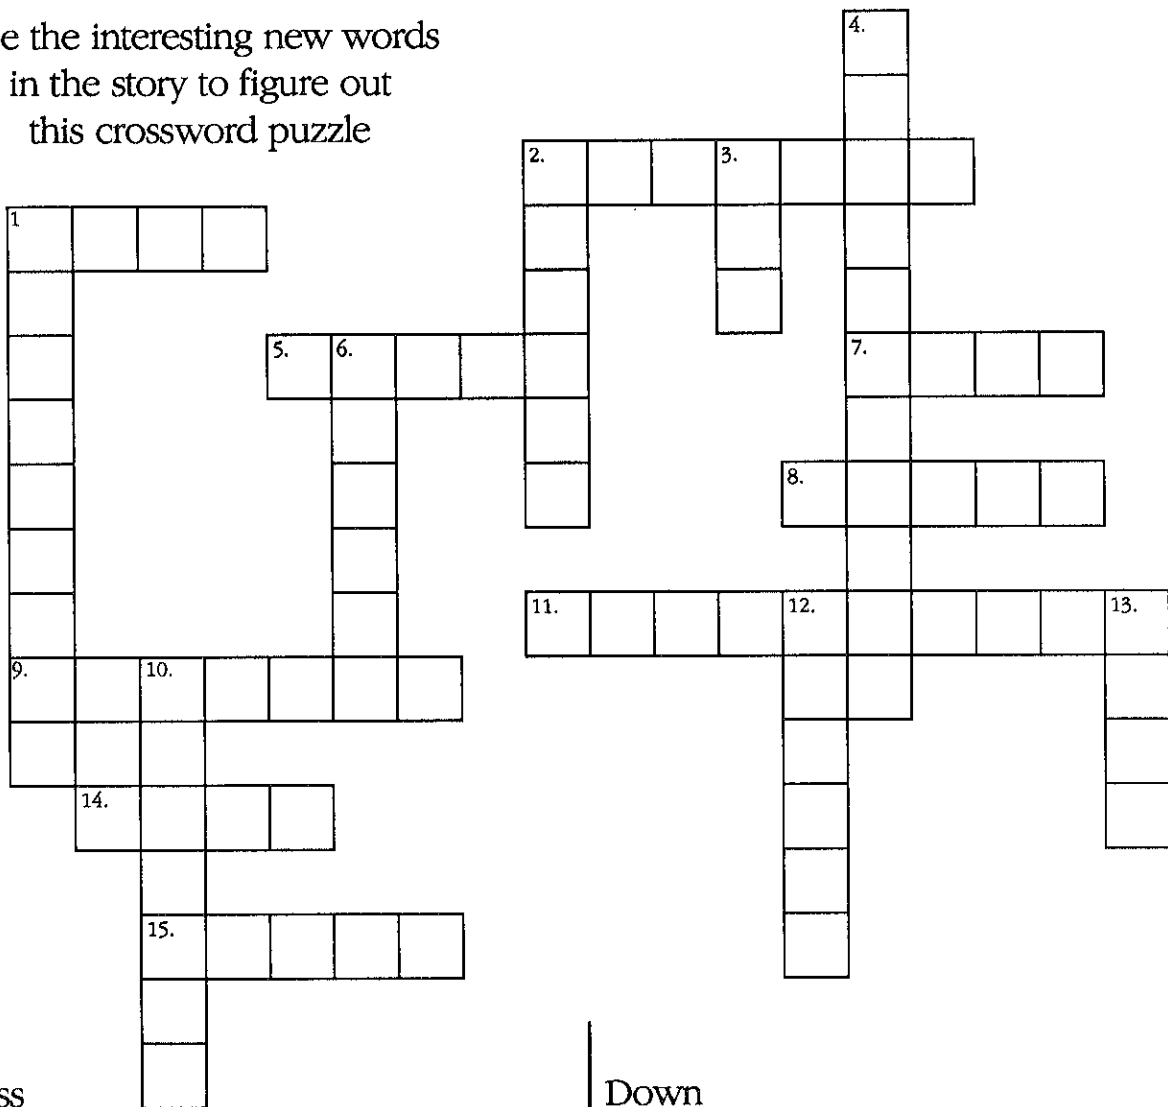 e the interesting new words
in the story to figure out
this crossword puzzle
4.
2. 3.
1
5. 6. 7.
8.
11. 12. 13.
9. 10.
14.
15.
ss
Down